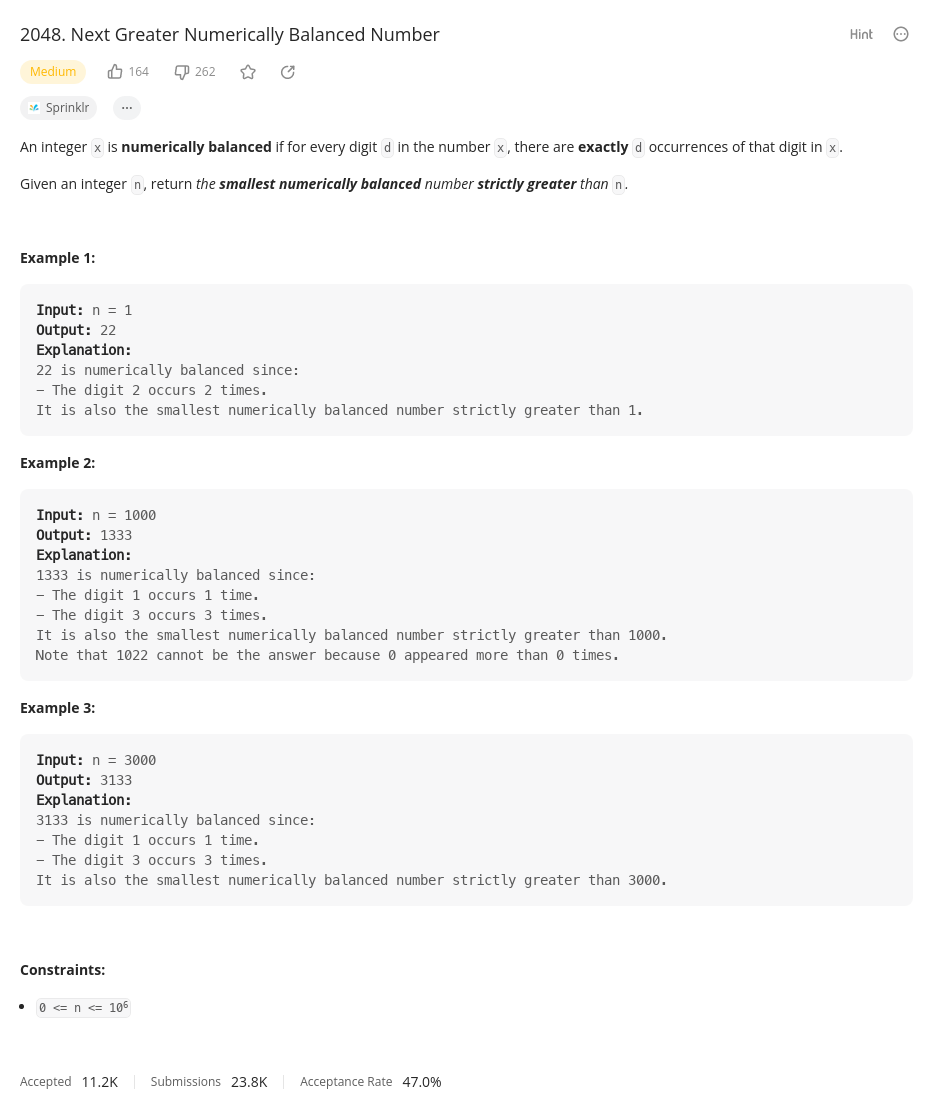 2048. Next Greater Numerically Balanced Number
Hint
Medium
164
262
Sprinklr
An integer x is numerically balanced if for every digit d in the number x, there are exactly d occurrences of that digit in x.
Given an integer n, return the smallest numerically balanced number strictly greater than n.
Example 1:
Input: n = 1
Output: 22
Explanation:
22 is numerically balanced since:
- The digit 2 occurs 2 times.
It is also the smallest numerically balanced number strictly greater than 1.
Example 2:
Input: n = 1000
Output: 1333
Explanation:
1333 is numerically balanced since:
- The digit 1 occurs 1 time.
- The digit 3 occurs 3 times.
It is also the smallest numerically balanced number strictly greater than 1000.
Note that 1022 cannot be the answer because 0 appeared more than 0 times.
Example 3:
Input: n = 3000
Output: 3133
Explanation:
3133 is numerically balanced since:
- The digit 1 occurs 1 time.
- The digit 3 occurs 3 times.
It is also the smallest numerically balanced number strictly greater than 3000.
Constraints:
• 0 <= n <= 10⁶
Accepted 11.2K Submissions 23.8K Acceptance Rate 47.0%